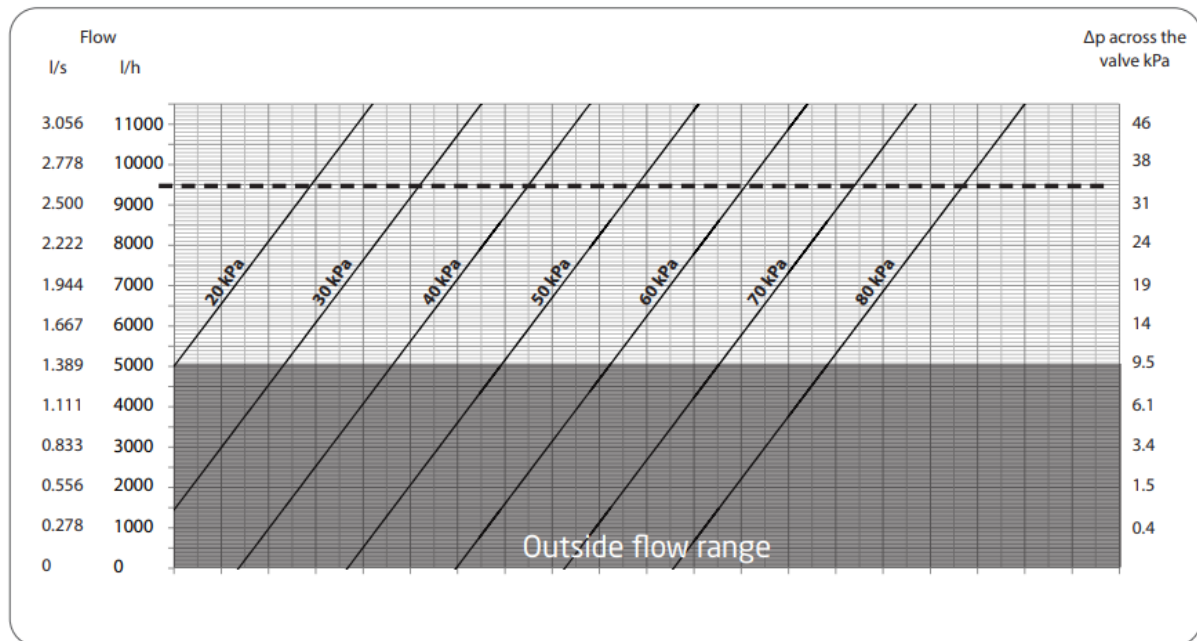 Flow
Δp across the
valve kPa
l/s l/h
3.056 11000 46
2.778 10000 38
2.500 9000 31
2.222 8000 24
20 kPa 30 kPa 40 kPa 50 kPa 60 kPa 70 kPa 80 kPa
1.944 7000 19
1.667 6000 14
1.389 5000 9.5
1.111 4000 6.1
0.833 3000 3.4
0.556 2000 1.5
0.278 1000 0.4
Outside flow range
0 0